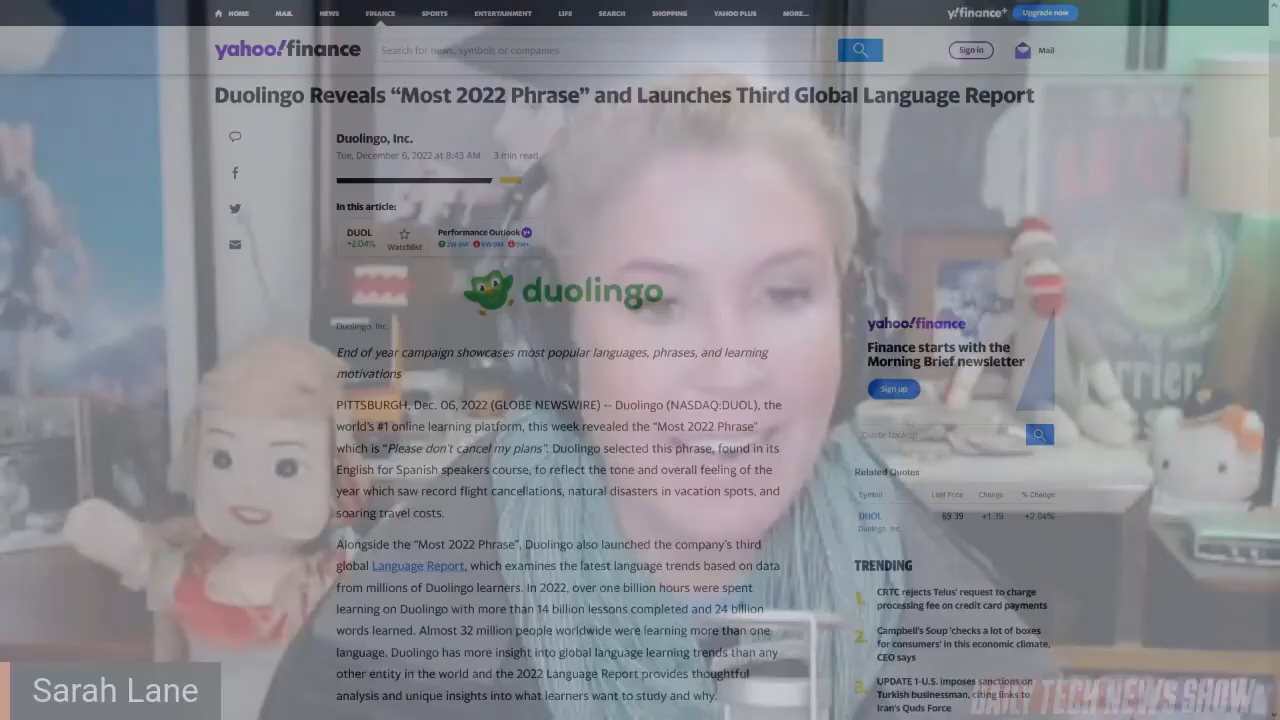 HOME MAIL NEWS FINANCE SPORTS ENTERTAINMENT LIFE SEARCH SHOPPING YAHOO PLUS MORE...
y!finance+ Upgrade now
yahoo!finance Search for news, symbols or companies Sign in Mail
Duolingo Reveals “Most 2022 Phrase” and Launches Third Global Language Report
Duolingo, Inc.
Tue, December 6, 2022 at 8:43 AM 3 min read
In this article:
DUOL
+2.04%
Watchlist
Performance Outlook Y+
2W-6W 6W-9M 9M+
duolingo
Duolingo, Inc.
End of year campaign showcases most popular languages, phrases, and learning
motivations
PITTSBURGH, Dec. 06, 2022 (GLOBE NEWSWIRE) -- Duolingo (NASDAQ:DUOL), the
world's #1 online learning platform, this week revealed the “Most 2022 Phrase”
which is “Please don't cancel my plans”. Duolingo selected this phrase, found in its
English for Spanish speakers course, to reflect the tone and overall feeling of the
year which saw record flight cancellations, natural disasters in vacation spots, and
soaring travel costs.
Alongside the “Most 2022 Phrase”, Duolingo also launched the company's third
global Language Report, which examines the latest language trends based on data
from millions of Duolingo learners. In 2022, over one billion hours were spent
learning on Duolingo with more than 14 billion lessons completed and 24 billion
words learned. Almost 32 million people worldwide were learning more than one
language. Duolingo has more insight into global language learning trends than any
other entity in the world and the 2022 Language Report provides thoughtful
analysis and unique insights into what learners want to study and why.
yahoo!finance
Finance starts with the
Morning Brief newsletter
Sign up
Quote Lookup
Related Quotes
Symbol Last Price Change % Change
DUOL 69.39 +1.39 +2.04%
Duolingo, Inc.
TRENDING
1. CRTC rejects Telus' request to charge
processing fee on credit card payments
2. Campbell's Soup 'checks a lot of boxes
for consumers' in this economic climate,
CEO says
3. UPDATE 1-U.S. imposes sanctions on
Turkish businessman, citing links to
Iran's Quds Force
Sarah Lane
DAILY TECH NEWS SHOW